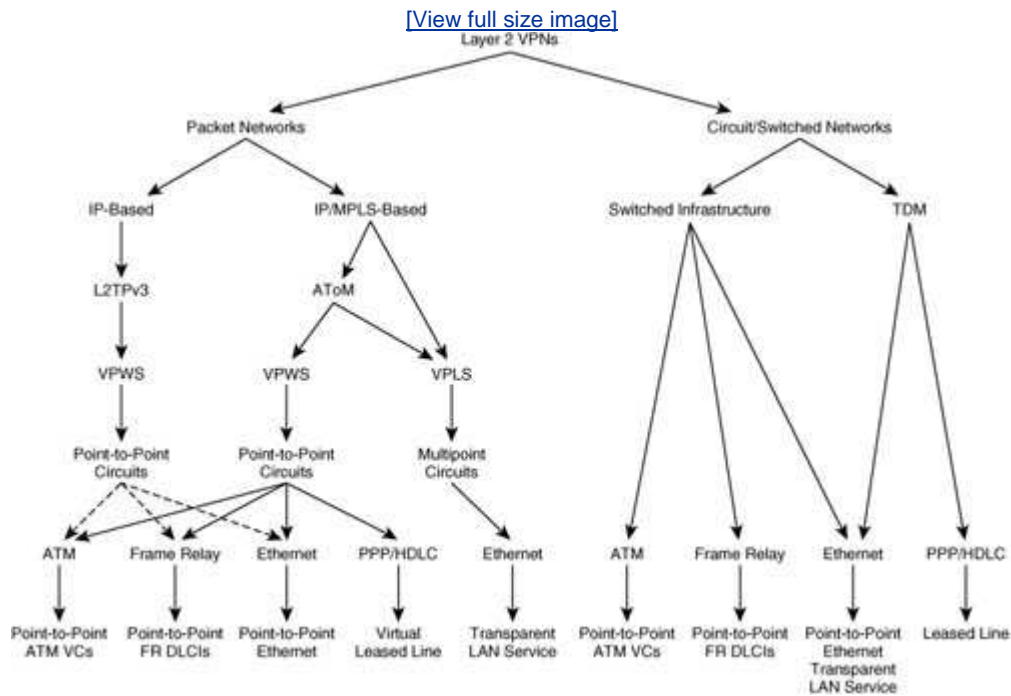 [View full size image]
Layer 2 VPNs
Packet Networks
Circuit/Switched Networks
IP-Based
IP/MPLS-Based
Switched Infrastructure
TDM
L2TPv3
AToM
VPWS
VPWS
VPLS
Point-to-Point
Circuits
Point-to-Point
Circuits
Multipoint
Circuits
ATM
Frame Relay
Ethernet
PPP/HDLC
Ethernet
ATM
Frame Relay
Ethernet
PPP/HDLC
Point-to-Point
ATM VCs
Point-to-Point
FR DLCIs
Point-to-Point
Ethernet
Virtual
Leased Line
Transparent
LAN Service
Point-to-Point
ATM VCs
Point-to-Point
FR DLCIs
Point-to-Point
Ethernet
Transparent
LAN Service
Leased Line